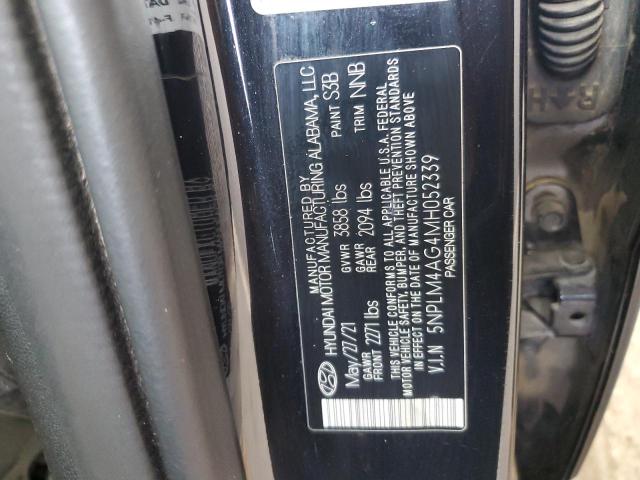 MANUFACTURED BY
HYUNDAI MOTOR MANUFACTURING ALABAMA, LLC
May/27/21 GVWR 3858 lbs PAINT S3B
GAWR FRONT 2271lbs GAWR REAR 2094 lbs TRIM NNB
THIS VEHICLE CONFORMS TO ALL APPLICABLE U.S.A. FEDERAL
MOTOR VEHICLE SAFETY, BUMPER, AND THEFT PREVENTION STANDARDS
IN EFFECT ON THE DATE OF MANUFACTURE SHOWN ABOVE
V.I.N 5NPLM4AG4MH052339
PASSENGER CAR
R H